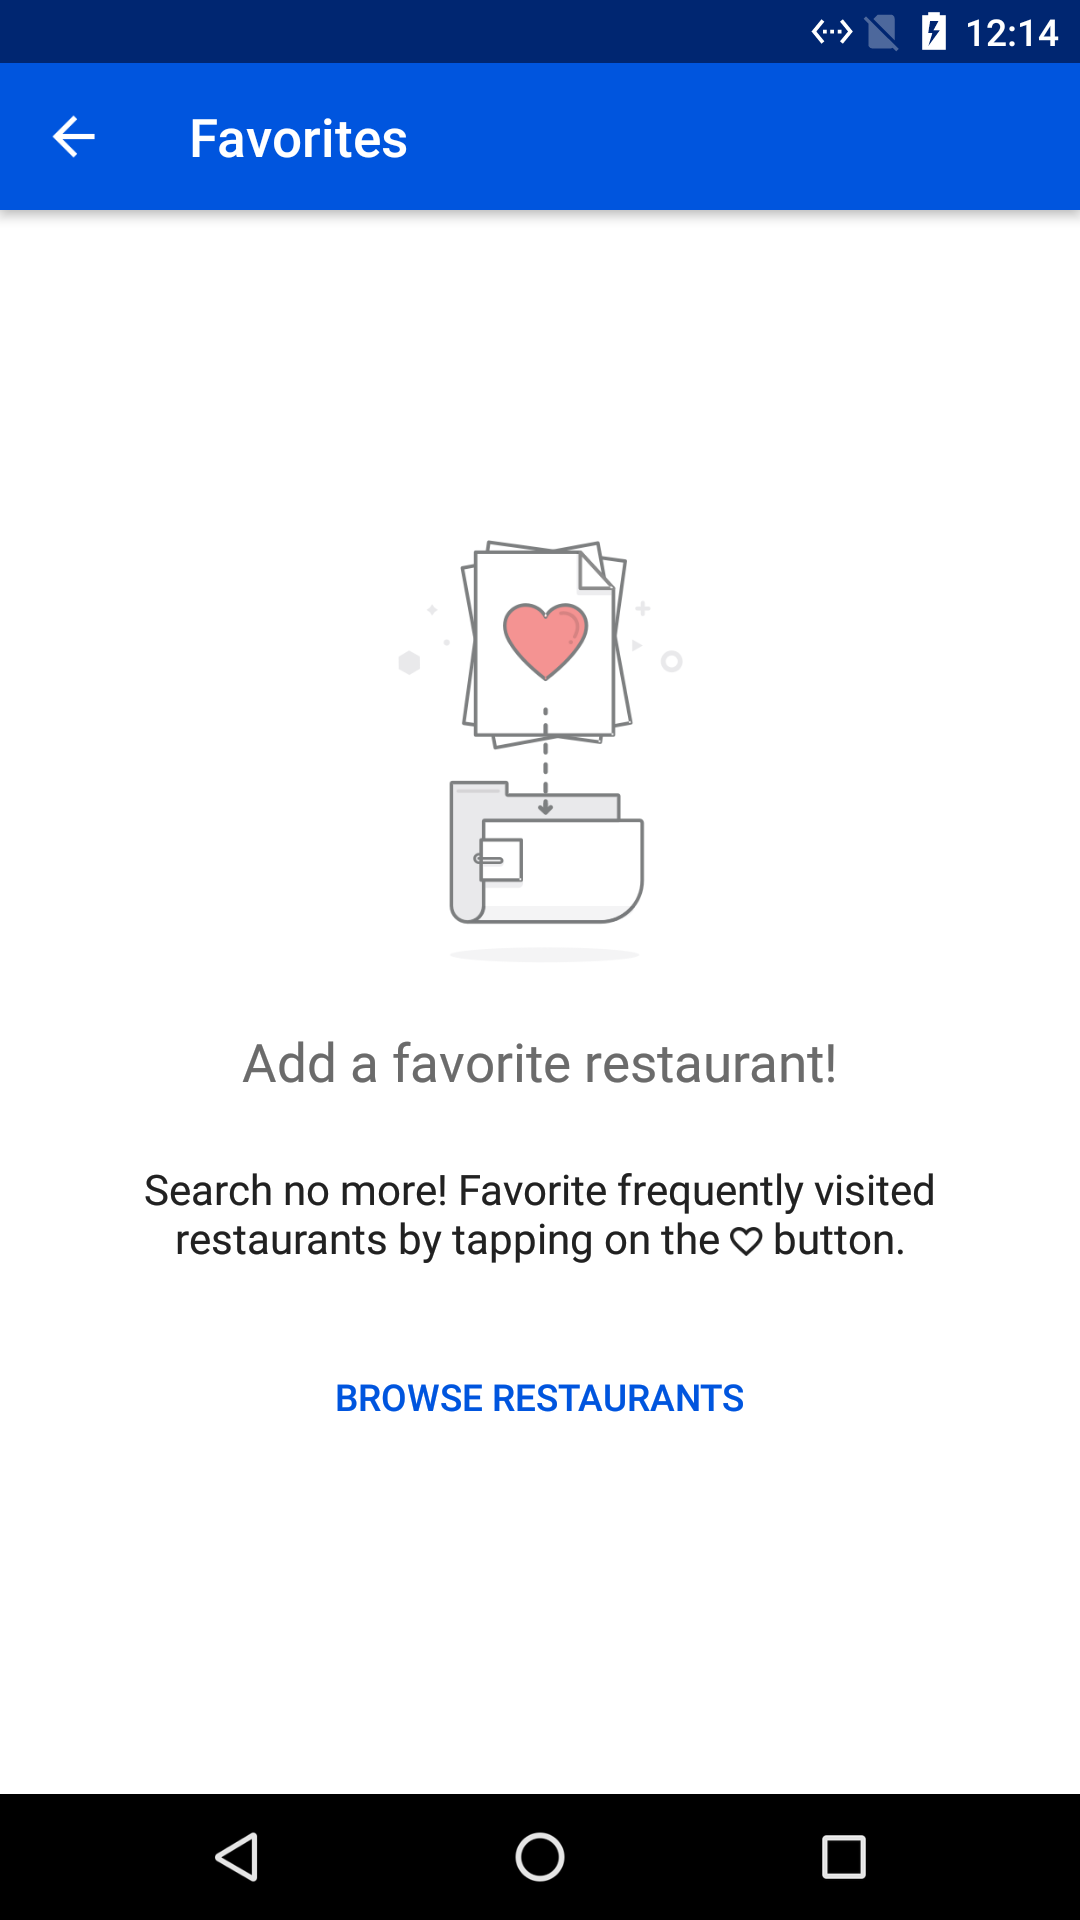 12:14
Favorites
Add a favorite restaurant!
Search no more! Favorite frequently visited
restaurants by tapping on the ♡ button.
BROWSE RESTAURANTS